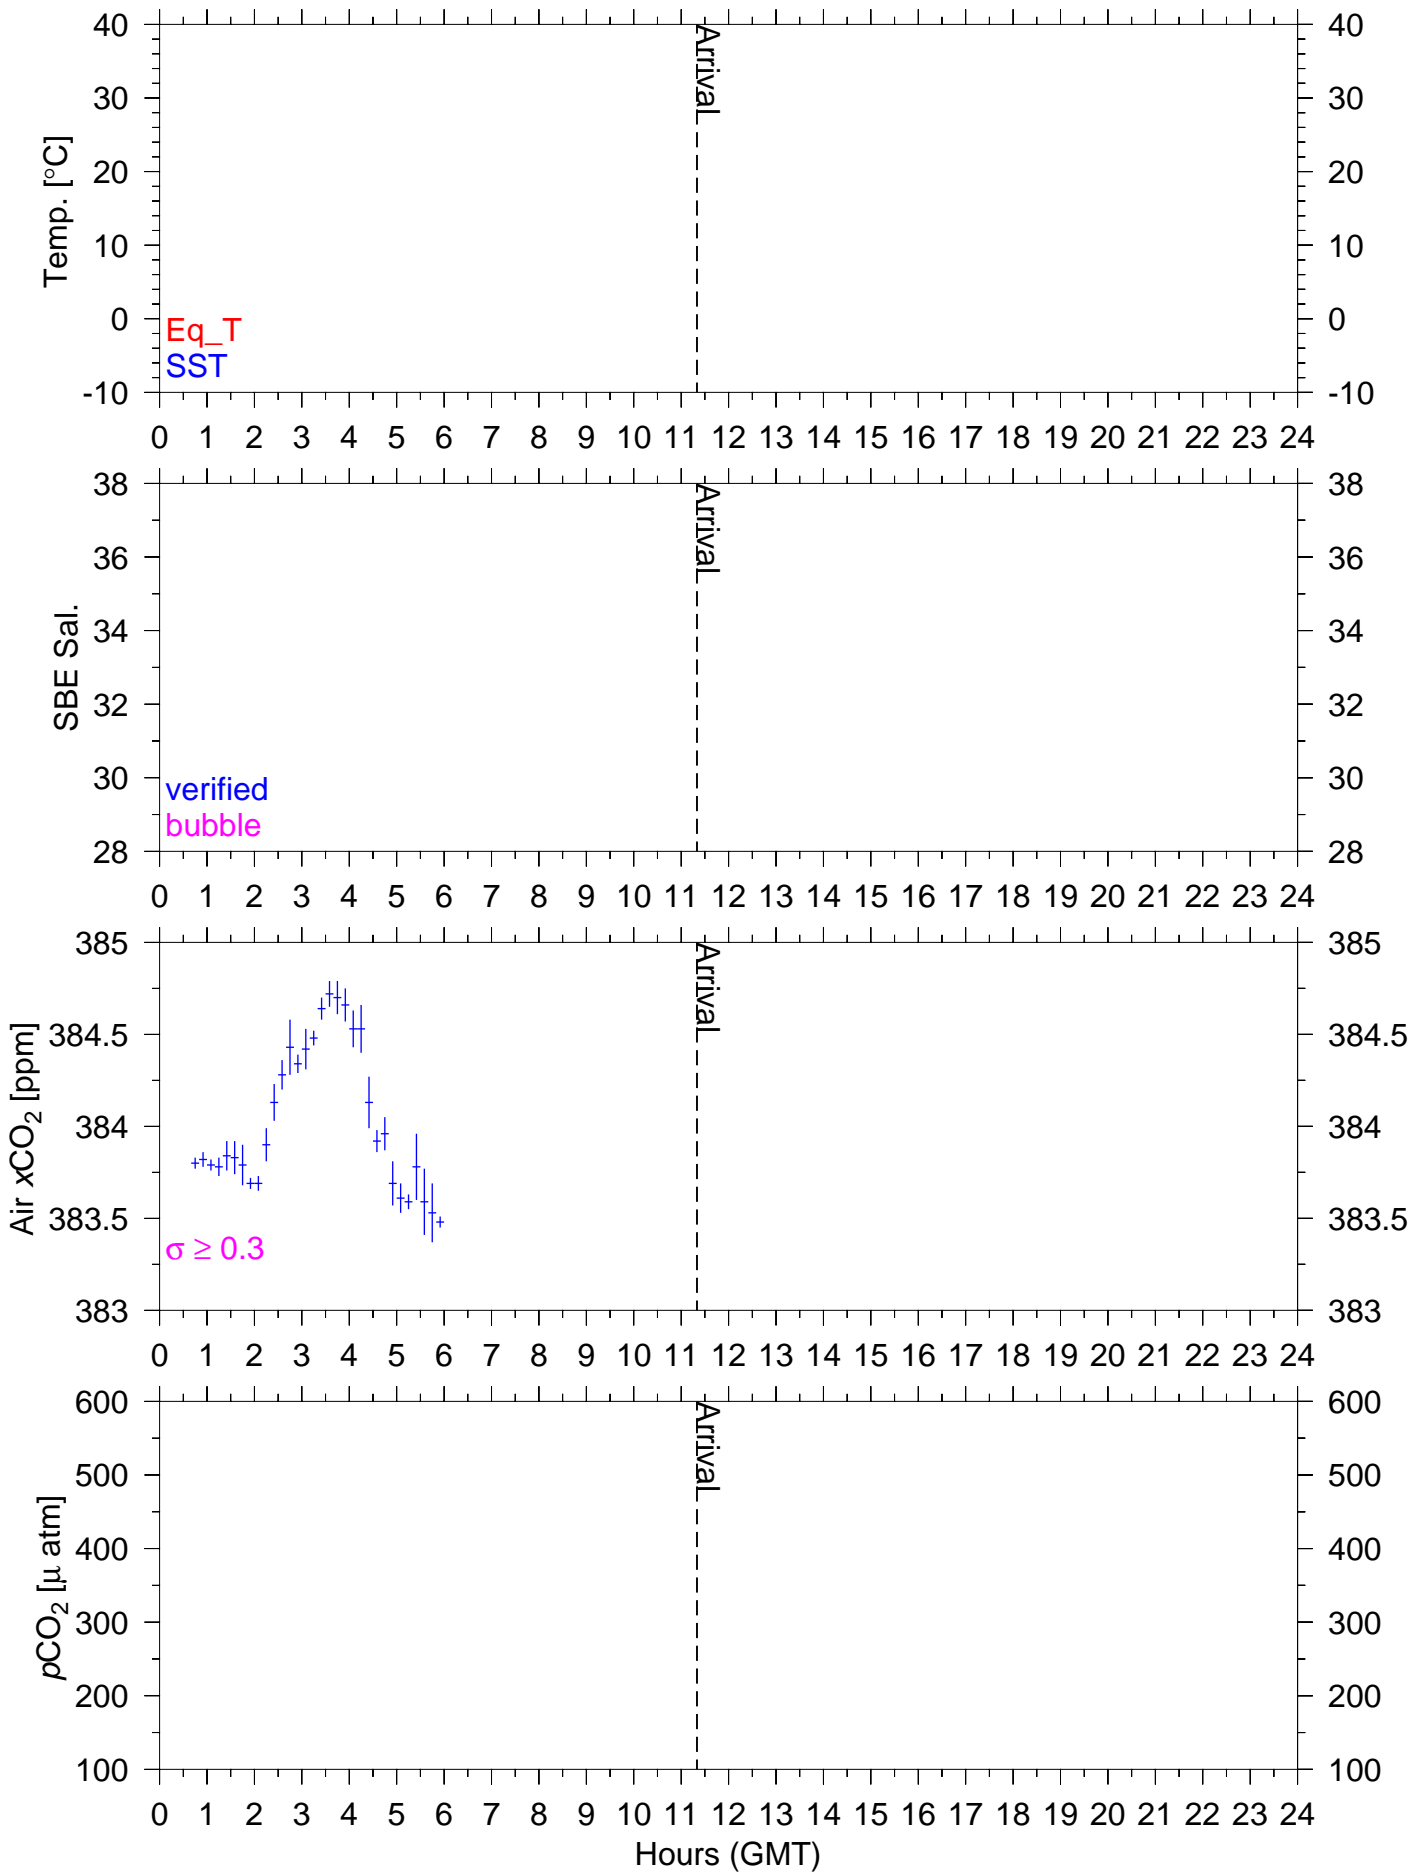 40 Arrival 40
30 30
Temp. [°C]
20 20
10 10
0 0
Eq_T
SST
-10 -10
0 1 2 3 4 5 6 7 8 9 10 11 12 13 14 15 16 17 18 19 20 21 22 23 24
38 Arrival 38
36 36
SBE Sal.
34 34
32 32
30 30
verified
bubble
28 28
0 1 2 3 4 5 6 7 8 9 10 11 12 13 14 15 16 17 18 19 20 21 22 23 24
385 Arrival 385
384.5 384.5
Air xCO₂ [ppm]
384 384
383.5 383.5
σ ≥ 0.3
383 383
0 1 2 3 4 5 6 7 8 9 10 11 12 13 14 15 16 17 18 19 20 21 22 23 24
600 Arrival 600
500 500
pCO₂ [μ atm]
400 400
300 300
200 200
100 100
0 1 2 3 4 5 6 7 8 9 10 11 12 13 14 15 16 17 18 19 20 21 22 23 24
Hours (GMT)